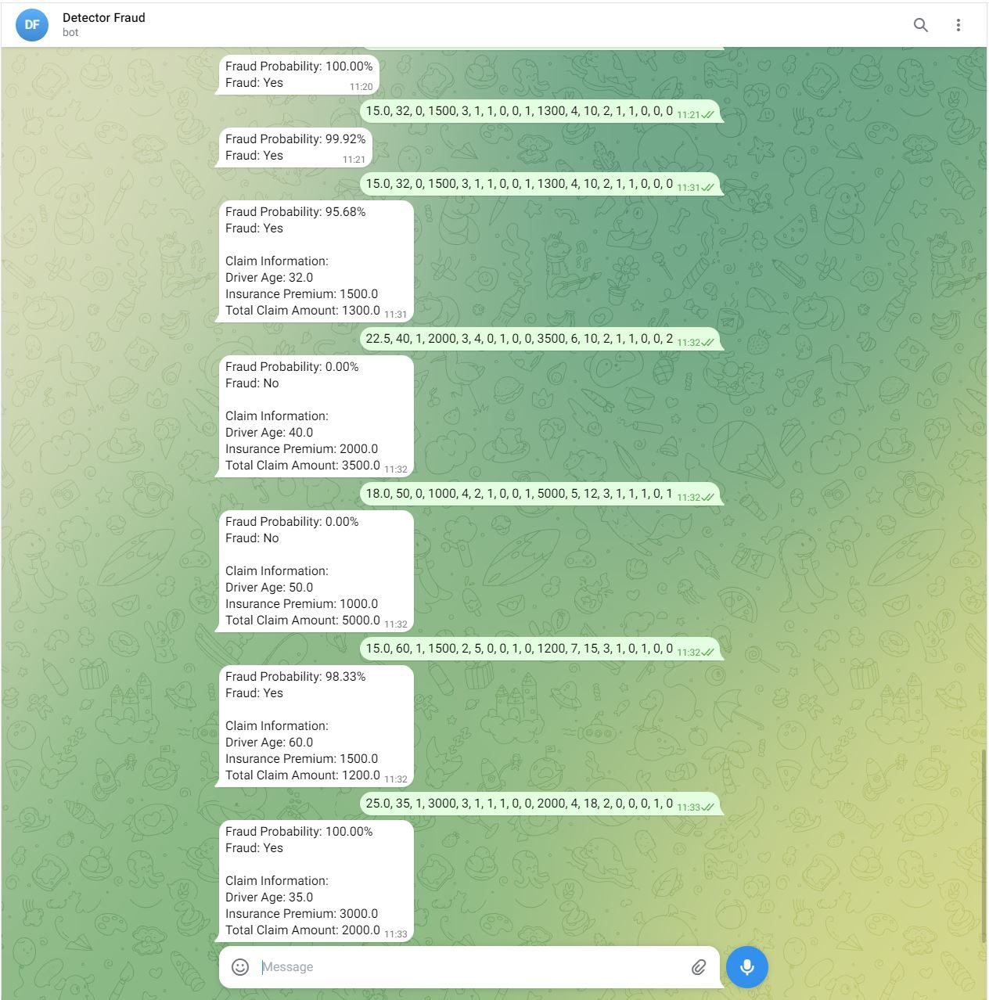 DF
Detector Fraud
bot
Fraud Probability: 100.00%
Fraud: Yes
11:20
15.0, 32, 0, 1500, 3, 1, 1, 0, 0, 1, 1300, 4, 10, 2, 1, 1, 0, 0, 0 11:21
Fraud Probability: 99.92%
Fraud: Yes
11:21
15.0, 32, 0, 1500, 3, 1, 1, 0, 0, 1, 1300, 4, 10, 2, 1, 1, 0, 0, 0 11:31
Fraud Probability: 95.68%
Fraud: Yes
Claim Information:
Driver Age: 32.0
Insurance Premium: 1500.0
Total Claim Amount: 1300.0 11:31
22.5, 40, 1, 2000, 3, 4, 0, 1, 0, 0, 3500, 6, 10, 2, 1, 1, 0, 0, 2 11:32
Fraud Probability: 0.00%
Fraud: No
Claim Information:
Driver Age: 40.0
Insurance Premium: 2000.0
Total Claim Amount: 3500.0 11:32
18.0, 50, 0, 1000, 4, 2, 1, 0, 0, 1, 5000, 5, 12, 3, 1, 1, 1, 0, 1 11:32
Fraud Probability: 0.00%
Fraud: No
Claim Information:
Driver Age: 50.0
Insurance Premium: 1000.0
Total Claim Amount: 5000.0 11:32
15.0, 60, 1, 1500, 2, 5, 0, 0, 1, 0, 1200, 7, 15, 3, 1, 0, 1, 0, 0 11:32
Fraud Probability: 98.33%
Fraud: Yes
Claim Information:
Driver Age: 60.0
Insurance Premium: 1500.0
Total Claim Amount: 1200.0 11:32
25.0, 35, 1, 3000, 3, 1, 1, 1, 0, 0, 2000, 4, 18, 2, 0, 0, 0, 1, 0 11:33
Fraud Probability: 100.00%
Fraud: Yes
Claim Information:
Driver Age: 35.0
Insurance Premium: 3000.0
Total Claim Amount: 2000.0 11:33
Message